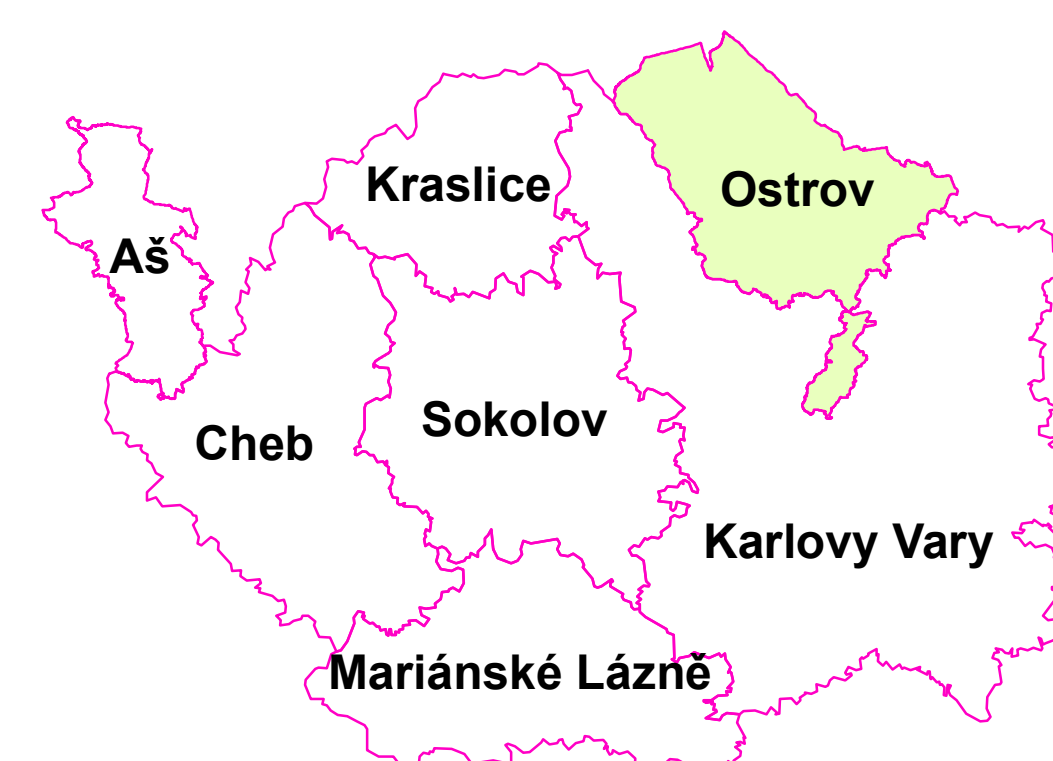 Kraslice
Ostrov
Aš
Sokolov
Cheb
Karlovy Vary
Mariánské Lázně